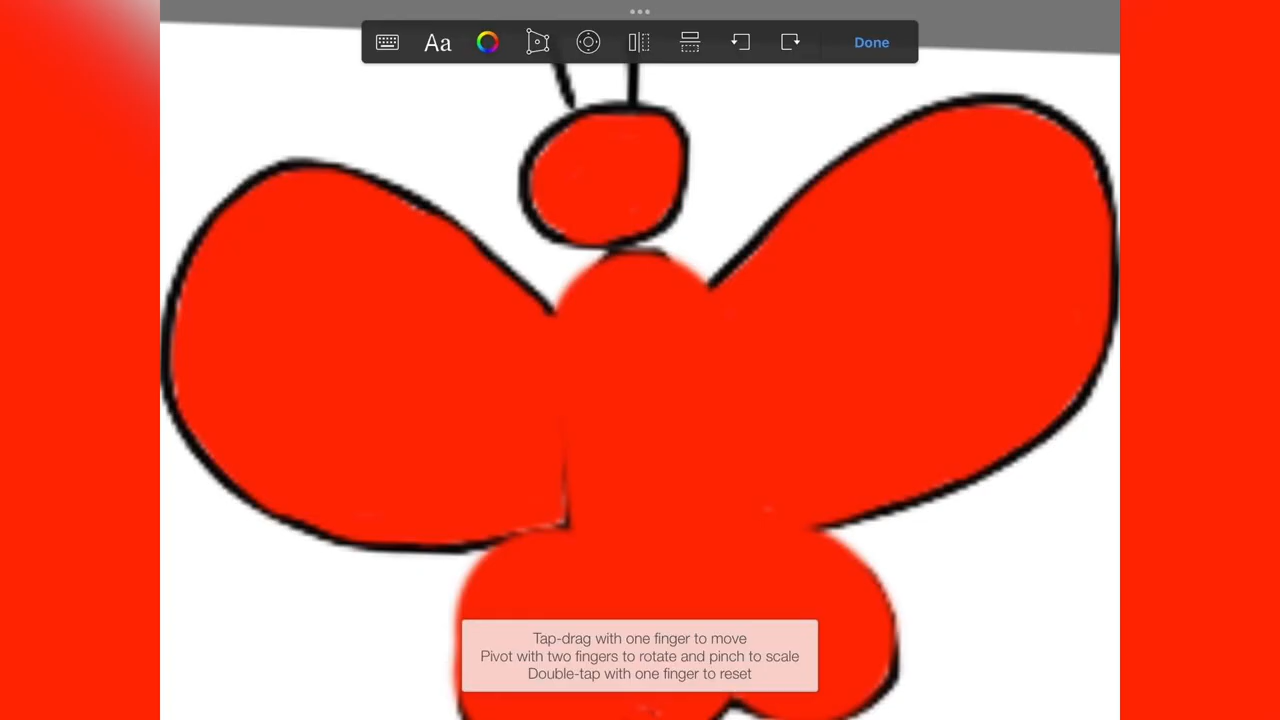 Aa
Done
Tap-drag with one finger to move
Pivot with two fingers to rotate and pinch to scale
Double-tap with one finger to reset